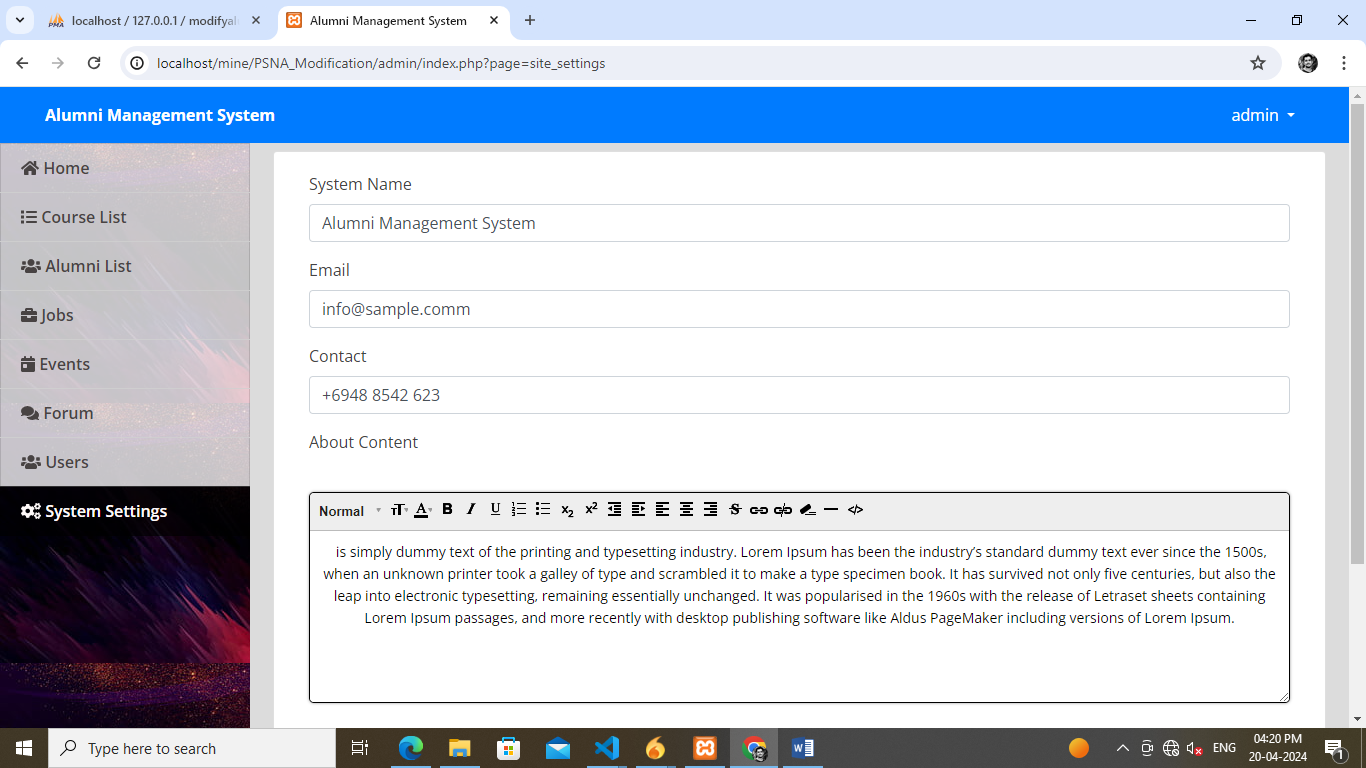 localhost / 127.0.0.1 / modifyal
Alumni Management System
localhost/mine/PSNA_Modification/admin/index.php?page=site_settings
Alumni Management System
admin
Home
Course List
Alumni List
Jobs
Events
Forum
Users
System Settings
System Name
Alumni Management System
Email
info@sample.comm
Contact
+6948 8542 623
About Content
Normal
is simply dummy text of the printing and typesetting industry. Lorem Ipsum has been the industry’s standard dummy text ever since the 1500s,
when an unknown printer took a galley of type and scrambled it to make a type specimen book. It has survived not only five centuries, but also the
leap into electronic typesetting, remaining essentially unchanged. It was popularised in the 1960s with the release of Letraset sheets containing
Lorem Ipsum passages, and more recently with desktop publishing software like Aldus PageMaker including versions of Lorem Ipsum.
Type here to search
ENG
04:20 PM
20-04-2024
1